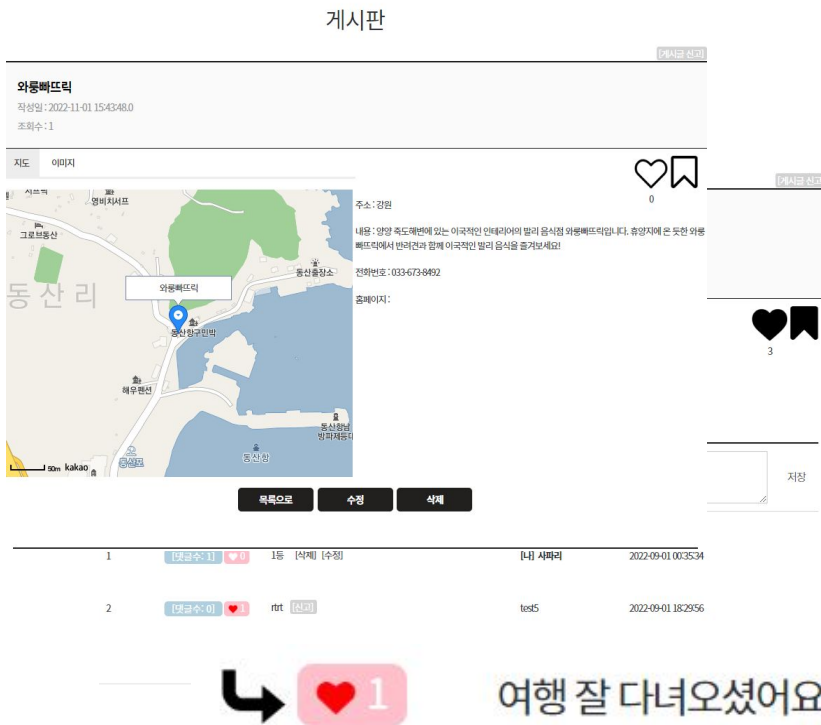 게시판
[게시글 신고]
와룽빠뜨릭
작성일 : 2022-11-01 15:43:48.0
조회수 : 1
지도 이미지
0
[게시글 신고
3
저장
영비치서프
그로브동산
동산리
와룽빠뜨릭
동산출장소
동산항구민박
해우펜션
동산항
동산항남
방파제등대
동산포
50m kakao
주소 : 강원
내용 : 양양 죽도해변에 있는 이국적인 인테리어의 발리 음식점 와룽빠뜨릭입니다. 휴양지에 온 듯한 와룽
빠뜨릭에서 반려견과 함께 이국적인 발리 음식을 즐겨보세요!
전화번호 : 033-673-8492
홈페이지 :
목록으로 수정 삭제
1 [댓글수: 1] 0 1등 [삭제] [수정] [나] 사파리 2022-09-01 00:35:34
2 [댓글수: 0] 1 rtrt [신고] test5 2022-09-01 18:29:56
1 여행 잘 다녀오셨어요